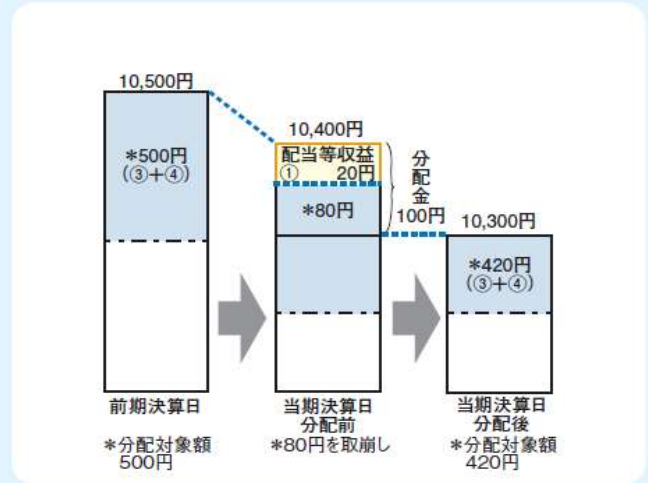 10,500円
*500円
(③+④)
10,400円
配当等収益
① 20円
*80円
分配金
100円
10,300円
*420円
(③+④)
前期決算日
*分配対象額
500円
当期決算日
分配前
*80円を取崩し
当期決算日
分配後
*分配対象額
420円